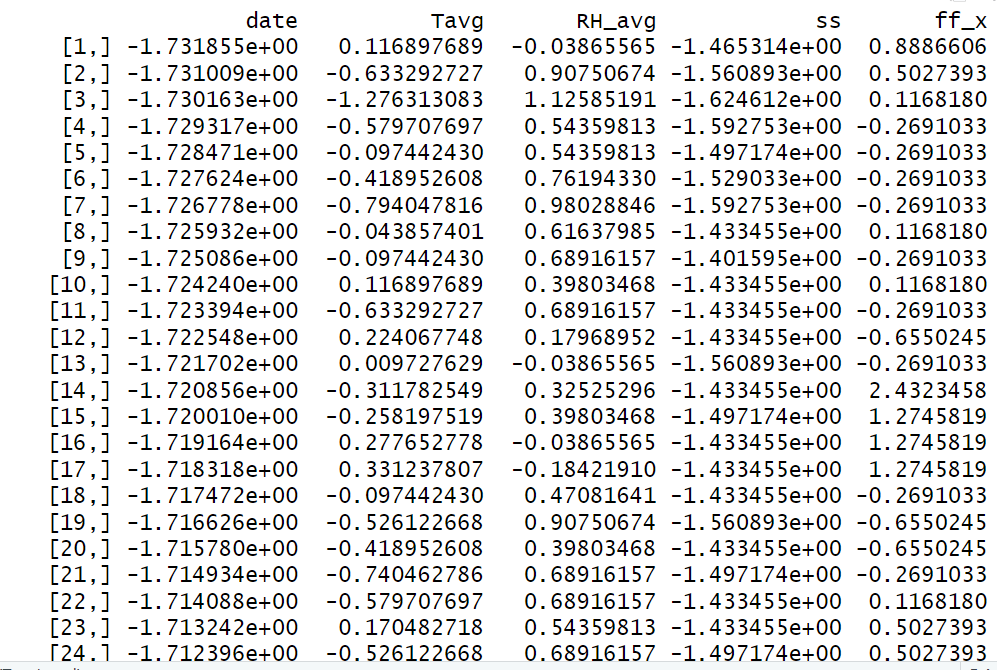 date Tavg RH_avg ss ff_x
[1,] -1.731855e+00 0.116897689 -0.03865565 -1.465314e+00 0.8886606
[2,] -1.731009e+00 -0.633292727 0.90750674 -1.560893e+00 0.5027393
[3,] -1.730163e+00 -1.276313083 1.12585191 -1.624612e+00 0.1168180
[4,] -1.729317e+00 -0.579707697 0.54359813 -1.592753e+00 -0.2691033
[5,] -1.728471e+00 -0.097442430 0.54359813 -1.497174e+00 -0.2691033
[6,] -1.727624e+00 -0.418952608 0.76194330 -1.529033e+00 -0.2691033
[7,] -1.726778e+00 -0.794047816 0.98028846 -1.592753e+00 -0.2691033
[8,] -1.725932e+00 -0.043857401 0.61637985 -1.433455e+00 0.1168180
[9,] -1.725086e+00 -0.097442430 0.68916157 -1.401595e+00 -0.2691033
[10,] -1.724240e+00 0.116897689 0.39803468 -1.433455e+00 0.1168180
[11,] -1.723394e+00 -0.633292727 0.68916157 -1.433455e+00 -0.2691033
[12,] -1.722548e+00 0.224067748 0.17968952 -1.433455e+00 -0.6550245
[13,] -1.721702e+00 0.009727629 -0.03865565 -1.560893e+00 -0.2691033
[14,] -1.720856e+00 -0.311782549 0.32525296 -1.433455e+00 2.4323458
[15,] -1.720010e+00 -0.258197519 0.39803468 -1.497174e+00 1.2745819
[16,] -1.719164e+00 0.277652778 -0.03865565 -1.433455e+00 1.2745819
[17,] -1.718318e+00 0.331237807 -0.18421910 -1.433455e+00 1.2745819
[18,] -1.717472e+00 -0.097442430 0.47081641 -1.433455e+00 -0.2691033
[19,] -1.716626e+00 -0.526122668 0.90750674 -1.560893e+00 -0.6550245
[20,] -1.715780e+00 -0.418952608 0.39803468 -1.433455e+00 -0.6550245
[21,] -1.714934e+00 -0.740462786 0.68916157 -1.497174e+00 -0.2691033
[22,] -1.714088e+00 -0.579707697 0.68916157 -1.433455e+00 0.1168180
[23,] -1.713242e+00 0.170482718 0.54359813 -1.433455e+00 0.5027393
[24,] -1.712396e+00 -0.526122668 0.68916157 -1.497174e+00 0.5027393